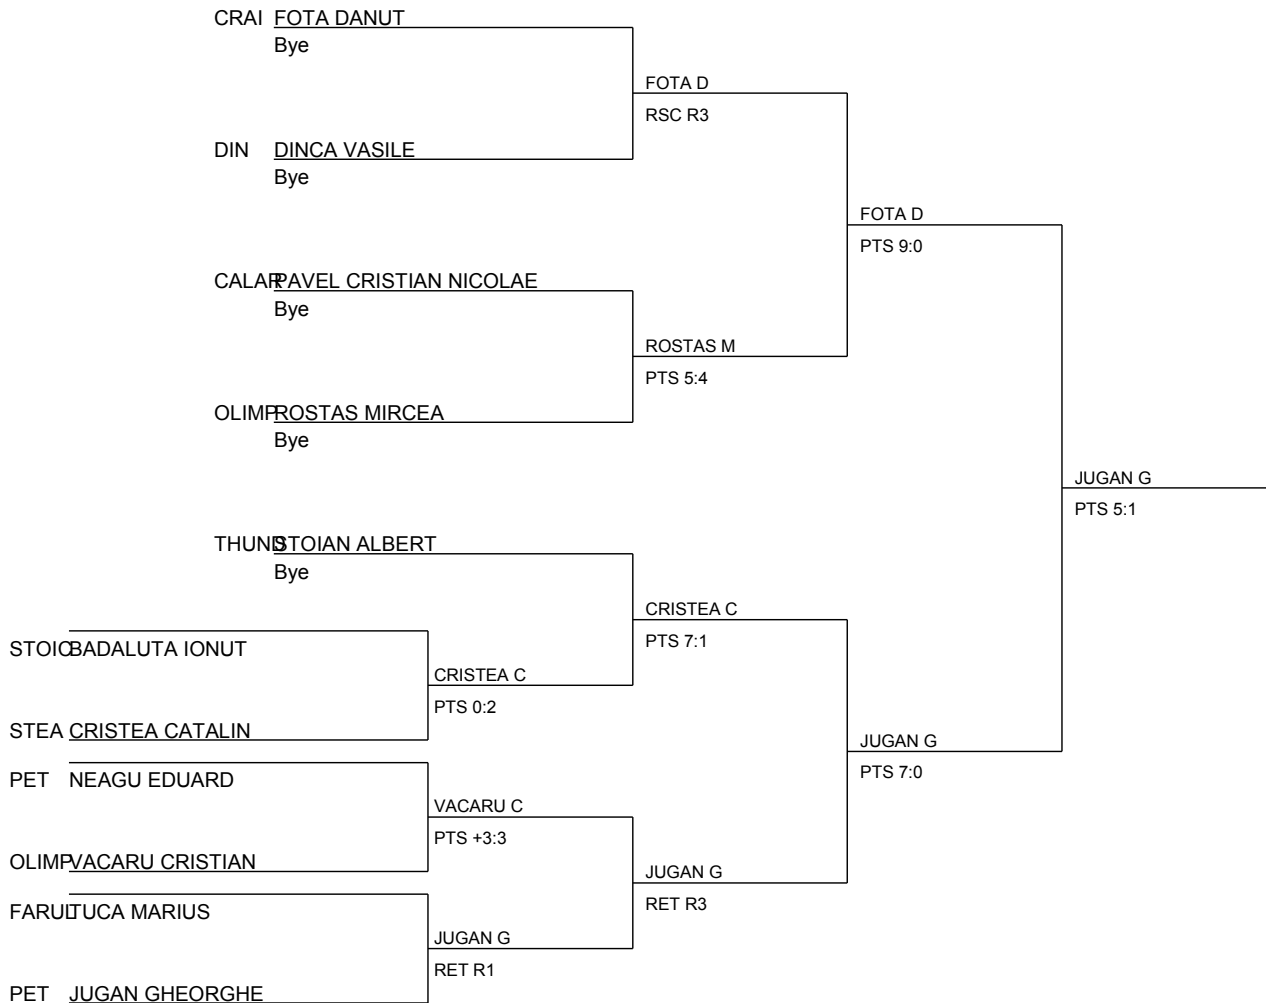 CRAI FOTA DANUT
Bye
FOTA D
RSC R3
DIN DINCA VASILE
Bye
FOTA D
PTS 9:0
CALAR PAVEL CRISTIAN NICOLAE
Bye
ROSTAS M
PTS 5:4
OLIMP ROSTAS MIRCEA
Bye
JUGAN G
PTS 5:1
THUND STOIAN ALBERT
Bye
CRISTEA C
PTS 7:1
STOIC BADALUTA IONUT
CRISTEA C
PTS 0:2
STEA CRISTEA CATALIN
JUGAN G
PTS 7:0
PET NEAGU EDUARD
VACARU C
PTS +3:3
OLIMP VACARU CRISTIAN
JUGAN G
RET R3
FARUL TUCA MARIUS
JUGAN G
RET R1
PET JUGAN GHEORGHE